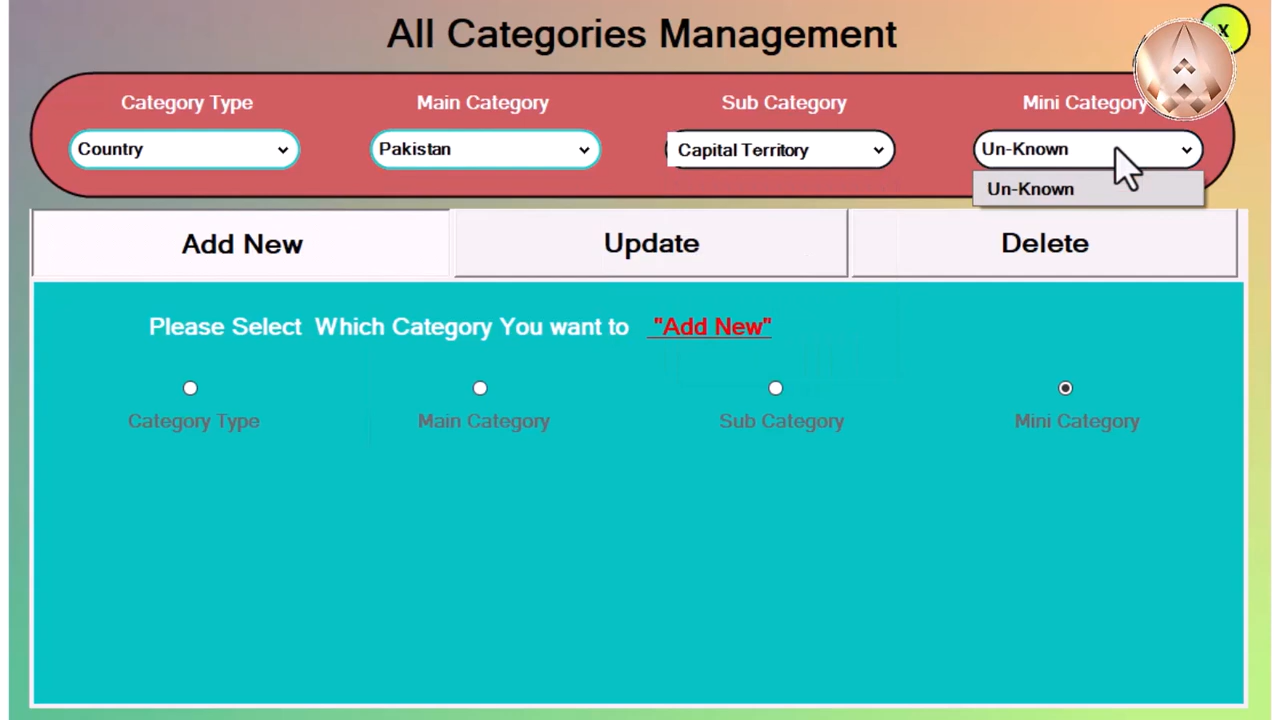 All Categories Management
X
Category Type Main Category Sub Category Mini Category
Country Pakistan Capital Territory Un-Known
Un-Known
Add New Update Delete
Please Select Which Category You want to "Add New"
Category Type Main Category Sub Category Mini Category